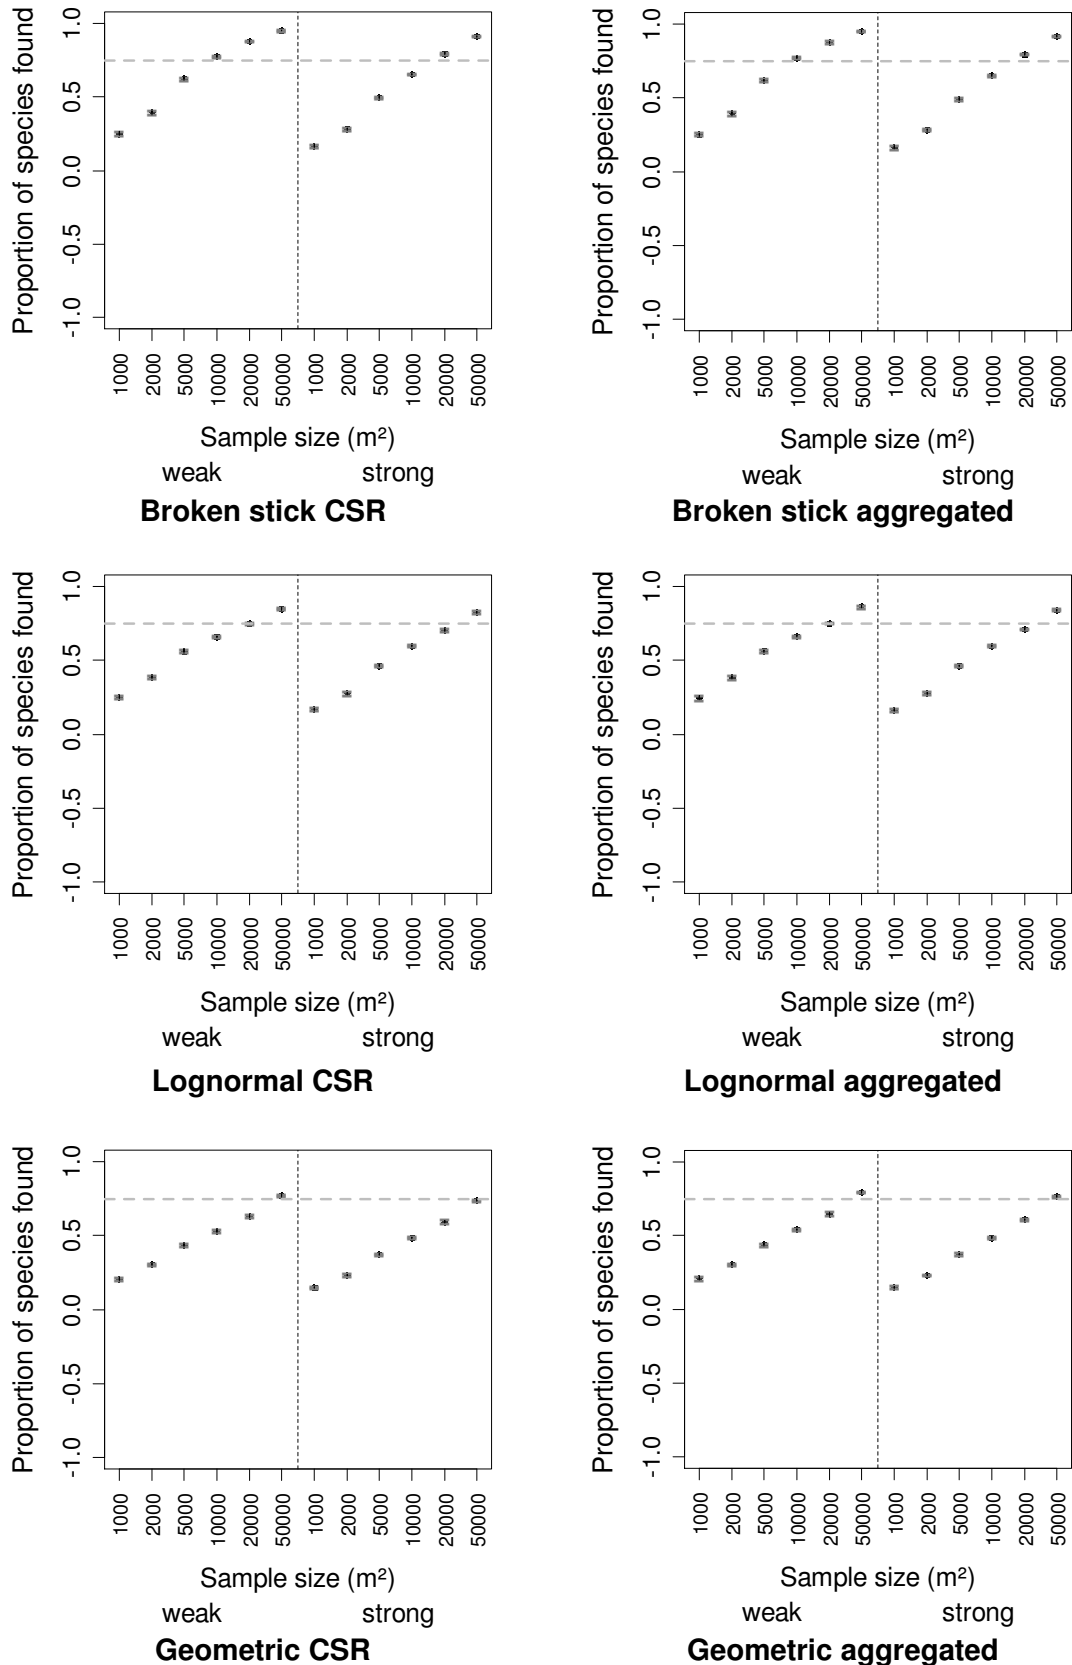 Proportion of species found
1.0
0.5
0.0
-0.5
-1.0
1000 2000 5000 10000 20000 50000 1000 2000 5000 10000 20000 50000
Sample size (m²)
weak strong
Broken stick CSR
Proportion of species found
1.0
0.5
0.0
-0.5
-1.0
1000 2000 5000 10000 20000 50000 1000 2000 5000 10000 20000 50000
Sample size (m²)
weak strong
Broken stick aggregated
Proportion of species found
1.0
0.5
0.0
-0.5
-1.0
1000 2000 5000 10000 20000 50000 1000 2000 5000 10000 20000 50000
Sample size (m²)
weak strong
Lognormal CSR
Proportion of species found
1.0
0.5
0.0
-0.5
-1.0
1000 2000 5000 10000 20000 50000 1000 2000 5000 10000 20000 50000
Sample size (m²)
weak strong
Lognormal aggregated
Proportion of species found
1.0
0.5
0.0
-0.5
-1.0
1000 2000 5000 10000 20000 50000 1000 2000 5000 10000 20000 50000
Sample size (m²)
weak strong
Geometric CSR
Proportion of species found
1.0
0.5
0.0
-0.5
-1.0
1000 2000 5000 10000 20000 50000 1000 2000 5000 10000 20000 50000
Sample size (m²)
weak strong
Geometric aggregated